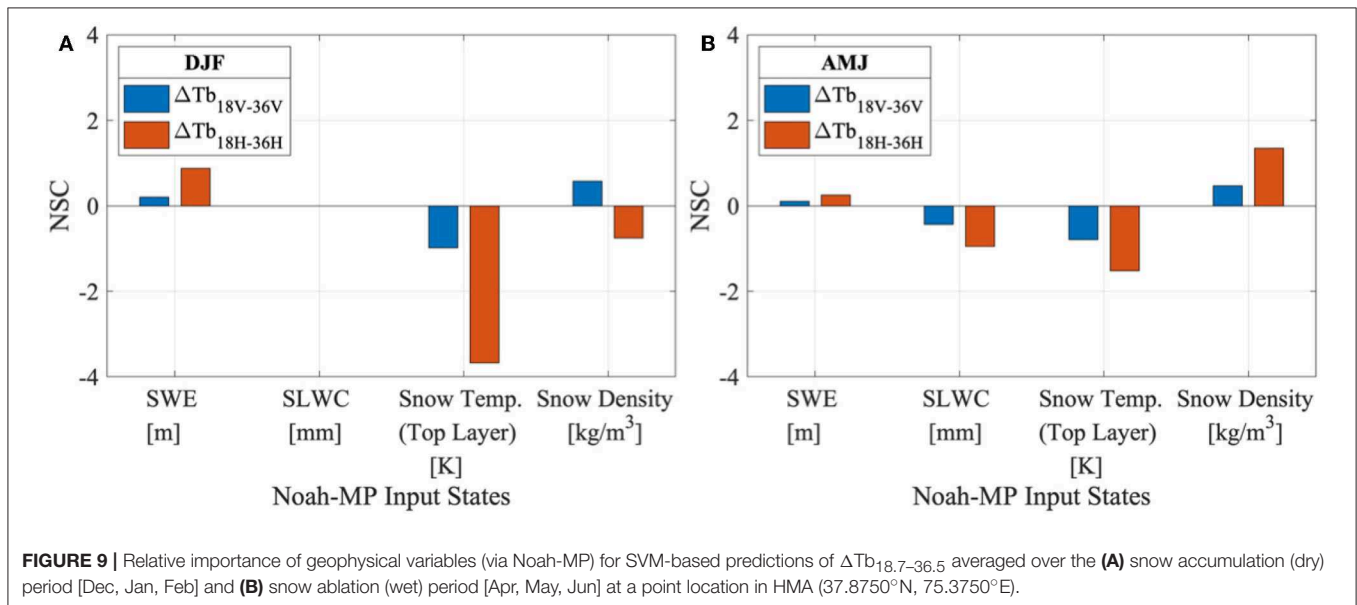 A
DJF
ΔTb18V-36V
ΔTb18H-36H
4
2
0
-2
-4
NSC
SWE
[m]
SLWC
[mm]
Snow Temp.
(Top Layer)
[K]
Snow Density
[kg/m³]
Noah-MP Input States
B
AMJ
ΔTb18V-36V
ΔTb18H-36H
4
2
0
-2
-4
NSC
SWE
[m]
SLWC
[mm]
Snow Temp.
(Top Layer)
[K]
Snow Density
[kg/m³]
Noah-MP Input States
FIGURE 9 | Relative importance of geophysical variables (via Noah-MP) for SVM-based predictions of ΔTb18.7–36.5 averaged over the (A) snow accumulation (dry)
period [Dec, Jan, Feb] and (B) snow ablation (wet) period [Apr, May, Jun] at a point location in HMA (37.8750°N, 75.3750°E).